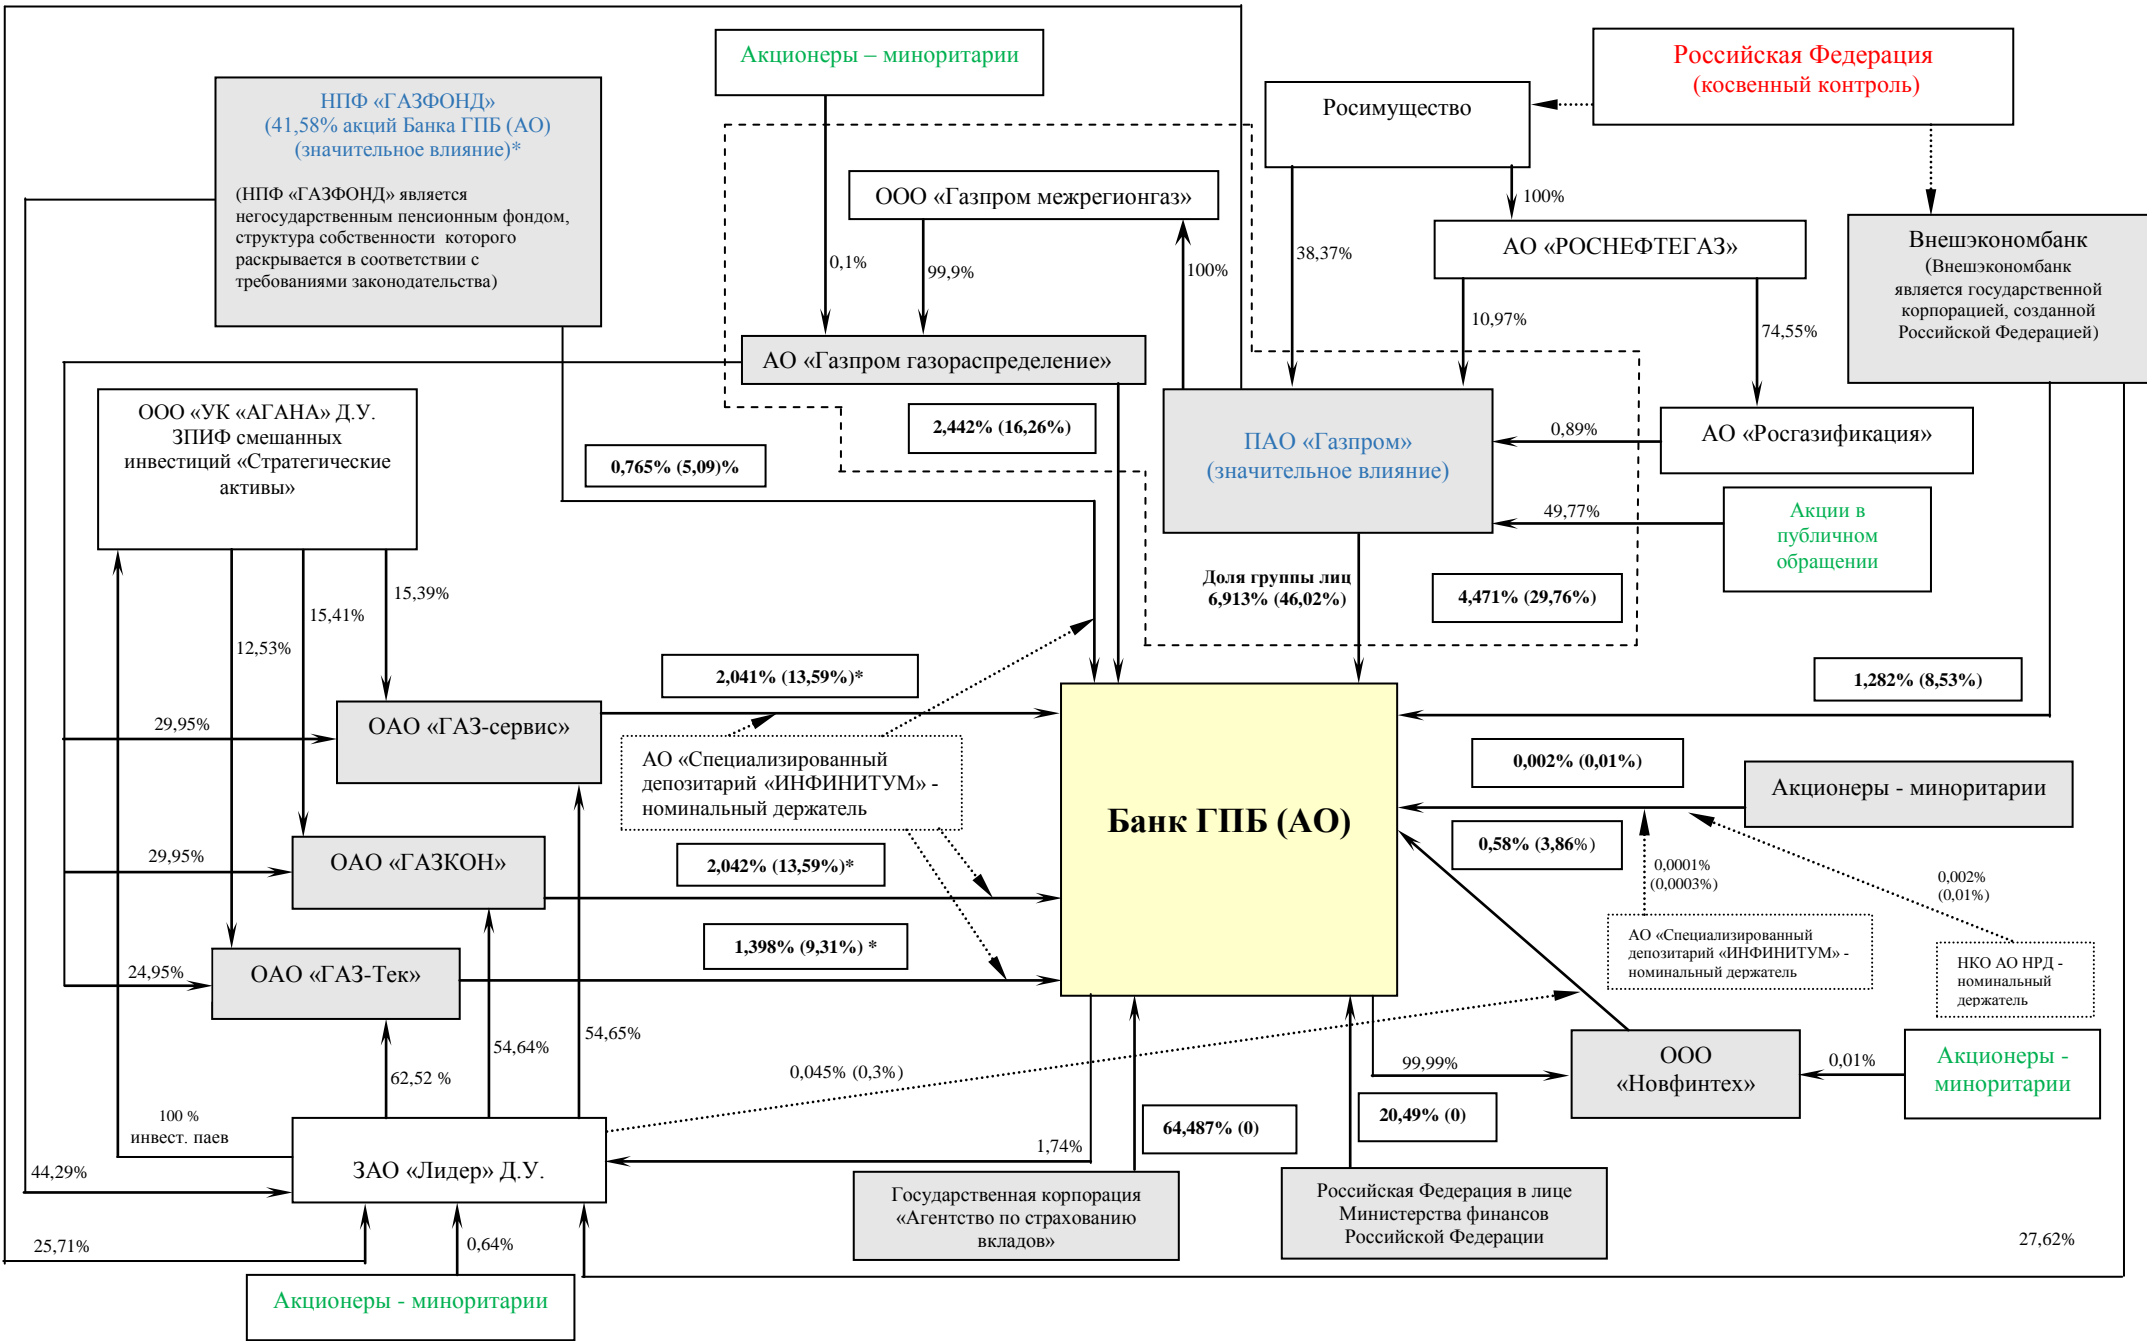 Акционеры – миноритарии
Российская Федерация
(косвенный контроль)
НПФ «ГАЗФОНД»
(41,58% акций Банка ГПБ (АО)
(значительное влияние)*
(НПФ «ГАЗФОНД» является
негосударственным пенсионным фондом,
структура собственности которого
раскрывается в соответствии с
требованиями законодательства)
Росимущество
ООО «Газпром межрегионгаз»
100%
АО «РОСНЕФТЕГАЗ»
Внешэкономбанк
(Внешэкономбанк
является государственной
корпорацией, созданной
Российской Федерацией)
0,1%
99,9%
100%
38,37%
10,97%
74,55%
АО «Газпром газораспределение»
ООО «УК «АГАНА» Д.У.
ЗПИФ смешанных
инвестиций «Стратегические
активы»
2,442% (16,26%)
0,765% (5,09)%
ПАО «Газпром»
(значительное влияние)
0,89%
АО «Росгазификация»
49,77%
Акции в
публичном
обращении
Доля группы лиц
6,913% (46,02%)
4,471% (29,76%)
15,39%
15,41%
12,53%
2,041% (13,59%)*
1,282% (8,53%)
29,95%
ОАО «ГАЗ-сервис»
АО «Специализированный
депозитарий «ИНФИНИТУМ» -
номинальный держатель
Банк ГПБ (АО)
0,002% (0,01%)
Акционеры - миноритарии
0,58% (3,86%)
29,95%
ОАО «ГАЗКОН»
2,042% (13,59%)*
0,0001%
(0,0003%)
0,002%
(0,01%)
1,398% (9,31%) *
24,95%
ОАО «ГАЗ-Тек»
АО «Специализированный
депозитарий «ИНФИНИТУМ» -
номинальный держатель
НКО АО НРД -
номинальный
держатель
54,64%
54,65%
62,52 %
0,045% (0,3%)
99,99%
ООО
«Новфинтех»
0,01%
Акционеры -
миноритарии
100 %
инвест. паев
64,487% (0)
20,49% (0)
1,74%
44,29%
ЗАО «Лидер» Д.У.
Государственная корпорация
«Агентство по страхованию
вкладов»
Российская Федерация в лице
Министерства финансов
Российской Федерации
25,71%
0,64%
27,62%
Акционеры - миноритарии